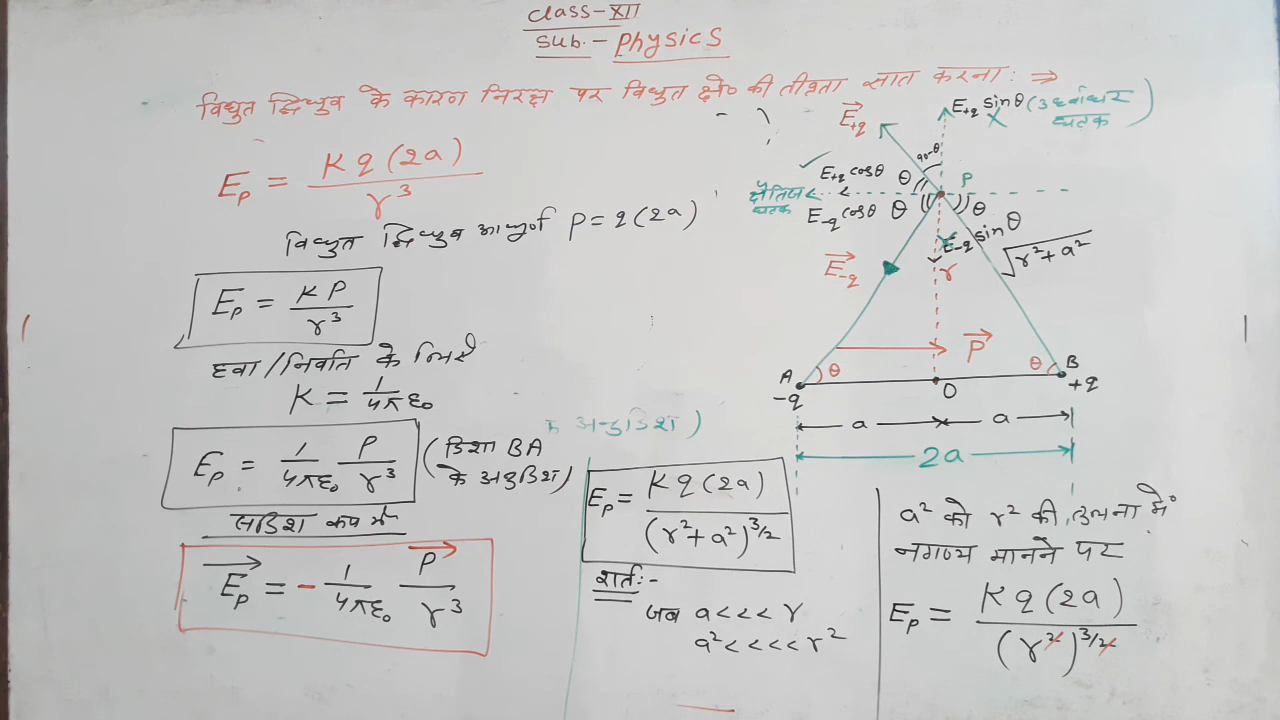 Class-XII
Sub.- Physics
विधुत द्विध्रुव के कारण निरक्ष पर विधुत क्षे० की तीव्रता ज्ञात करना: ⇒
E_P = Kq(2a)/r³
विधुत द्विध्रुव आघूर्ण P = q(2a)
E_P = KP/r³
हवा/निर्वात के लिए
K = 1/4πε₀
E_P = 1/4πε₀ P/r³ (दिशा BA
के अनुदिश)
सदिश रूप में
E⃗_P = - 1/4πε₀ P⃗/r³
E⃗+q
E+q sinθ (उर्ध्वाधर
घटक)
90-θ
E+q cosθ θ P
क्षैतिज
घटक
E-q cosθ θ θ
E-q sinθ
√r²+a²
E⃗-q
r
P⃗
A θ θ B
-q O +q
a a
2a
के अनुदिश)
E_P = Kq(2a)/(r²+a²)^3/2
शर्त:-
जब a<<< r
a²<<<< r²
a² को r² की तुलना में
नगण्य मानने पर
E_P = Kq(2a)/(r²)^3/2